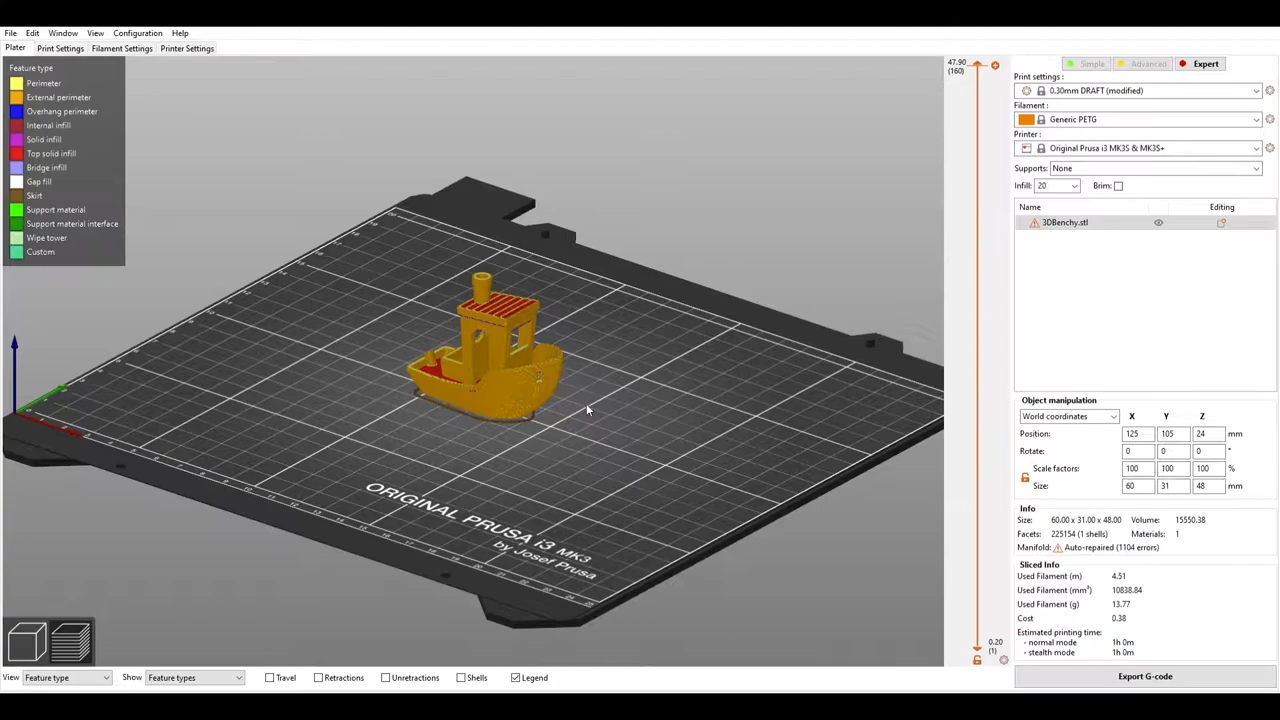 File Edit Window View Configuration Help
Plater Print Settings Filament Settings Printer Settings
Feature type
Perimeter
External perimeter
Overhang perimeter
Internal infill
Solid infill
Top solid infill
Bridge infill
Gap fill
Skirt
Support material
Support material interface
Wipe tower
Custom
ORIGINAL PRUSA i3 MK3
by Josef Prusa
47.90
(160)
0.20
(1)
Simple Advanced Expert
Print settings :
0.30mm DRAFT (modified)
Filament :
Generic PETG
Printer :
Original Prusa i3 MK3S & MK3S+
Supports: None
Infill: 20 Brim:
Name Editing
3DBenchy.stl
Object manipulation
World coordinates X Y Z
Position: 125 105 24 mm
Rotate: 0 0 0 °
Scale factors: 100 100 100 %
Size: 60 31 48 mm
Info
Size: 60.00 x 31.00 x 48.00 Volume: 15550.38
Facets: 225154 (1 shells) Materials: 1
Manifold: Auto-repaired (1104 errors)
Sliced Info
Used Filament (m) 4.51
Used Filament (mm³) 10838.84
Used Filament (g) 13.77
Cost 0.38
Estimated printing time:
- normal mode 1h 0m
- stealth mode 1h 0m
View Feature type Show Feature types Travel Retractions Unretractions Shells Legend
Export G-code